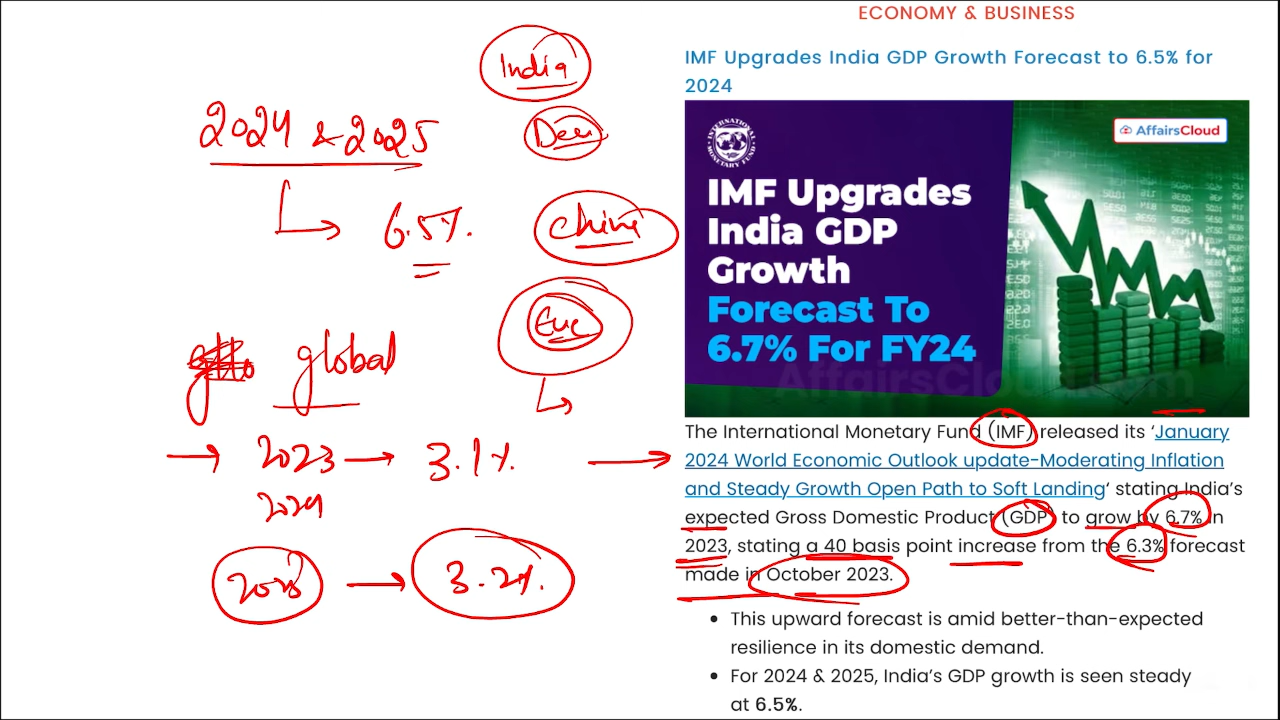 India
2024 & 2025
6.5%.
China
global
2023 → 3.1%.
2024
→ 3.2%.
ECONOMY & BUSINESS
IMF Upgrades India GDP Growth Forecast to 6.5% for
2024
INTERNATIONAL MONETARY FUND
AffairsCloud
IMF Upgrades
India GDP
Growth
Forecast To
6.7% For FY24
AffairsCloud.com
The International Monetary Fund (IMF) released its ‘January
2024 World Economic Outlook update-Moderating Inflation
and Steady Growth Open Path to Soft Landing‘ stating India’s
expected Gross Domestic Product (GDP) to grow by 6.7% in
2023, stating a 40 basis point increase from the 6.3% forecast
made in October 2023.
• This upward forecast is amid better-than-expected
resilience in its domestic demand.
• For 2024 & 2025, India’s GDP growth is seen steady
at 6.5%.